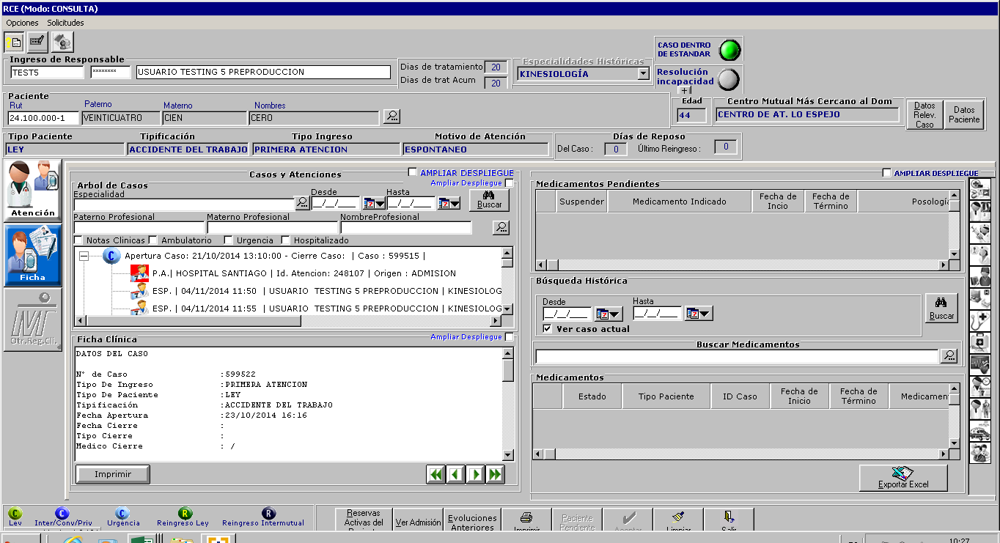 RCE (Modo: CONSULTA)
Opciones Solicitudes
Ingreso de Responsable
TEST5 ******** USUARIO TESTING 5 PREPRODUCCION
Dias de tratamiento 20
Dias de trat Acum 20
Especialidades Históricas
KINESIOLOGÍA
CASO DENTRO
DE ESTANDAR
Resolución
incapacidad
+
Paciente
Rut Paterno Materno Nombres
24.100.000-1 VEINTICUATRO CIEN CERO
Edad
44
Centro Mutual Más Cercano al Dom
CENTRO DE AT. LO ESPEJO
Datos
Relev.
Caso
Datos
Paciente
Tipo Paciente Tipificación Tipo Ingreso Motivo de Atención
LEY ACCIDENTE DEL TRABAJO PRIMERA ATENCION ESPONTANEO
Días de Reposo
Del Caso : 0 Último Reingreso : 0
Atención
Ficha
Otr.Reg.Cli.
Casos y Atenciones AMPLIAR DESPLIEGUE
Arbol de Casos Ampliar Despliegue
Especialidad Desde Hasta
__/__/____ __/__/____ Buscar
Paterno Profesional Materno Profesional NombreProfesional
Notas Clinicas Ambulatorio Urgencia Hospitalizado
C Apertura Caso: 21/10/2014 13:10:00 - Cierre Caso: | Caso : 599515 |
P.A.| HOSPITAL SANTIAGO | Id. Atencion: 248107 | Origen : ADMISION
ESP. | 04/11/2014 11:50 | USUARIO TESTING 5 PREPRODUCCION | KINESIOLOG
ESP. | 04/11/2014 11:55 | USUARIO TESTING 5 PREPRODUCCION | KINESIOLOG
Ficha Clínica Ampliar Despliegue
DATOS DEL CASO
N° de Caso :599522
Tipo De Ingreso :PRIMERA ATENCION
Tipo De Paciente :LEY
Tipificación :ACCIDENTE DEL TRABAJO
Fecha Apertura :23/10/2014 16:16
Fecha Cierre :
Tipo Cierre :
Medico Cierre : /
Imprimir
AMPLIAR DESPLIEGUE
Medicamentos Pendientes
Suspender Medicamento Indicado Fecha de Incio Fecha de Término Posologí
Búsqueda Histórica
Desde Hasta
__/__/____ __/__/____ Buscar
Ver caso actual
Buscar Medicamentos
Medicamentos
Estado Tipo Paciente ID Caso Fecha de Inicio Fecha de Término Medicamen
Exportar Excel
C C C R R
Ley Inter/Conv/Priv Urgencia Reingreso Ley Reingreso Intermutual
Reservas
Activas del
Ver Admisión
Evoluciones
Anteriores
Imprimir
Paciente
Pendiente
Aceptar
Limpiar
Salir
10:27